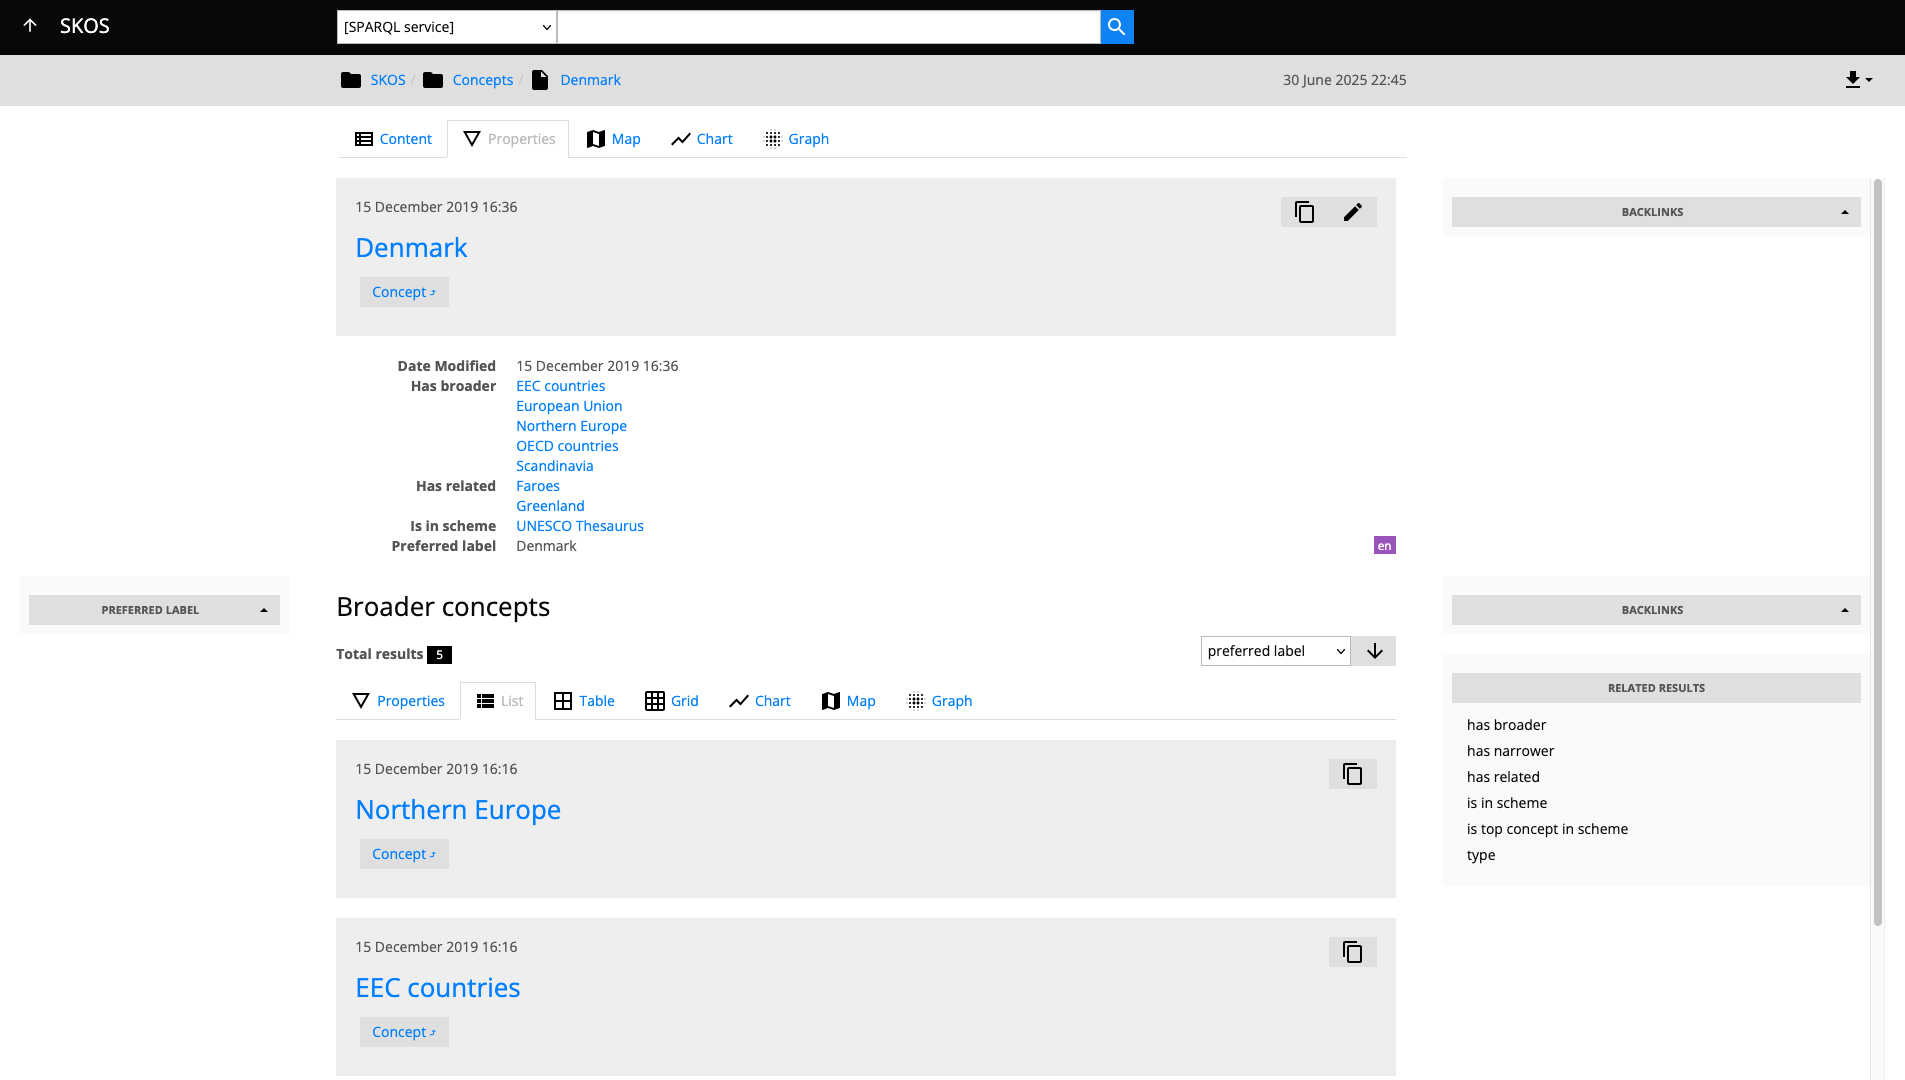 SKOS
[SPARQL service]
SKOS / Concepts / Denmark
30 June 2025 22:45
Content
Properties
Map
Chart
Graph
15 December 2019 16:36
Denmark
Concept
Date Modified 15 December 2019 16:36
Has broader EEC countries
European Union
Northern Europe
OECD countries
Scandinavia
Has related Faroes
Greenland
Is in scheme UNESCO Thesaurus
Preferred label Denmark
en
BACKLINKS
PREFERRED LABEL
Broader concepts
Total results 5
preferred label
Properties
List
Table
Grid
Chart
Map
Graph
15 December 2019 16:16
Northern Europe
Concept
15 December 2019 16:16
EEC countries
Concept
BACKLINKS
RELATED RESULTS
has broader
has narrower
has related
is in scheme
is top concept in scheme
type